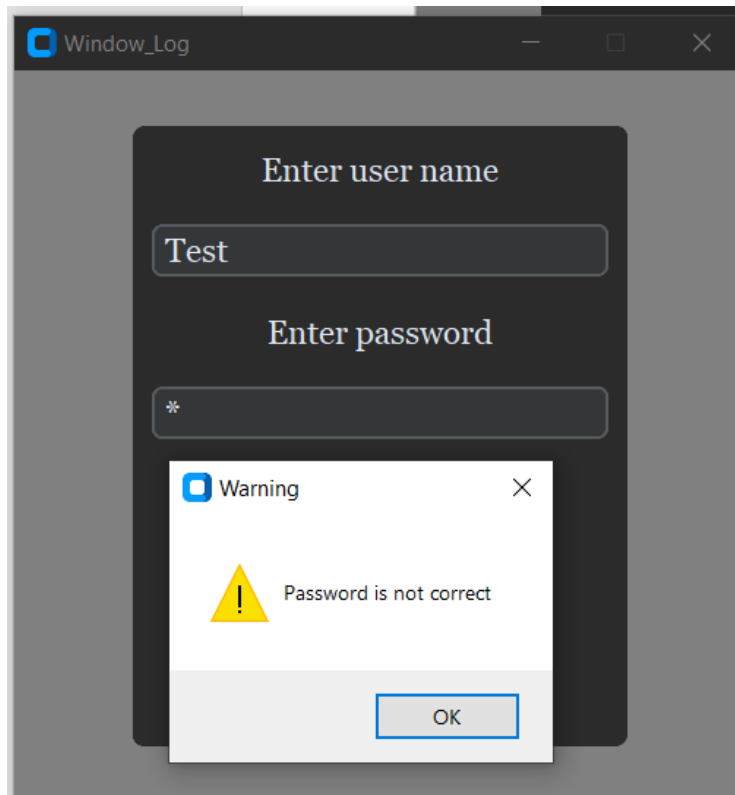 Window_Log
Enter user name
Test
Enter password
*
Warning
Password is not correct
OK